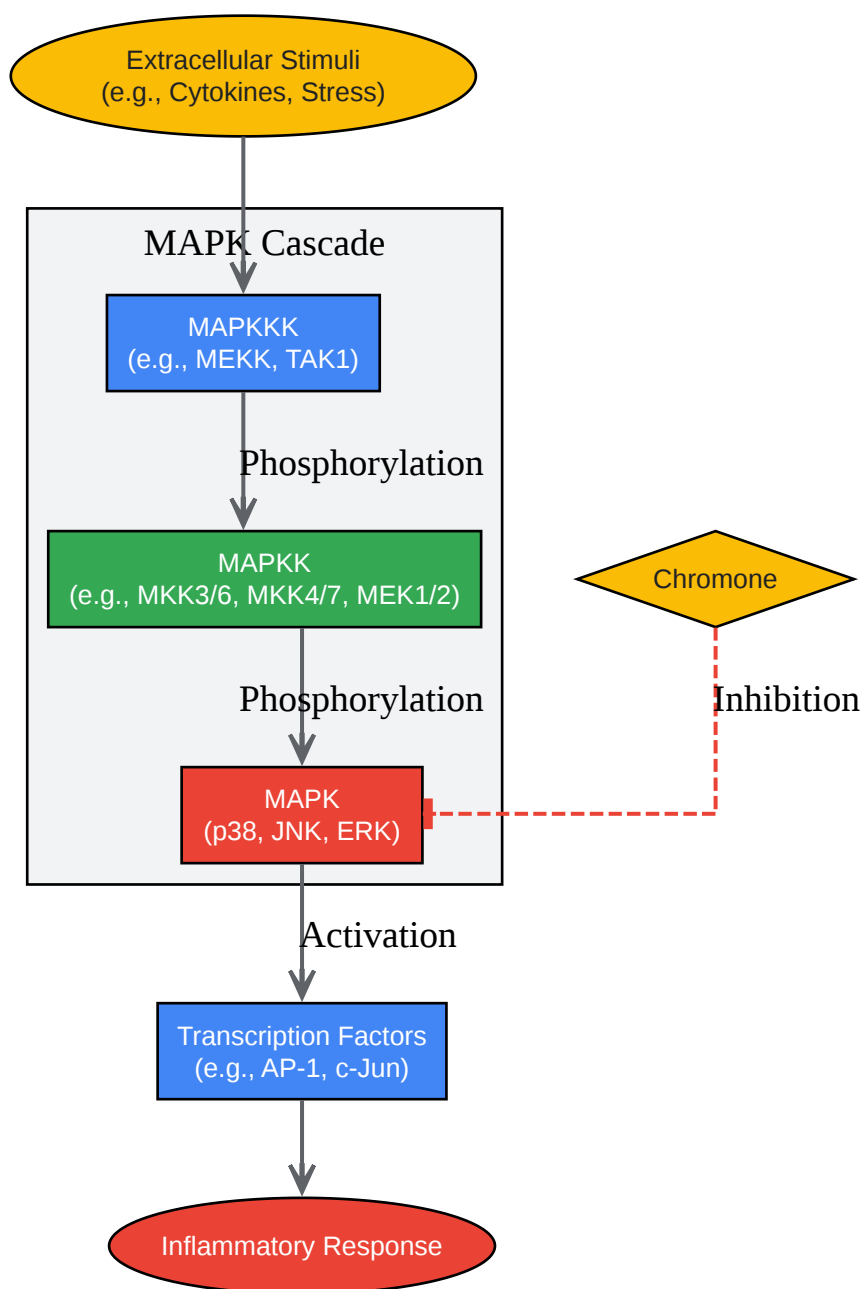 Extracellular Stimuli
(e.g., Cytokines, Stress)
MAPK Cascade
MAPKKK
(e.g., MEKK, TAK1)
Phosphorylation
MAPKK
(e.g., MKK3/6, MKK4/7, MEK1/2)
Chromone
Phosphorylation
Inhibition
MAPK
(p38, JNK, ERK)
Activation
Transcription Factors
(e.g., AP-1, c-Jun)
Inflammatory Response